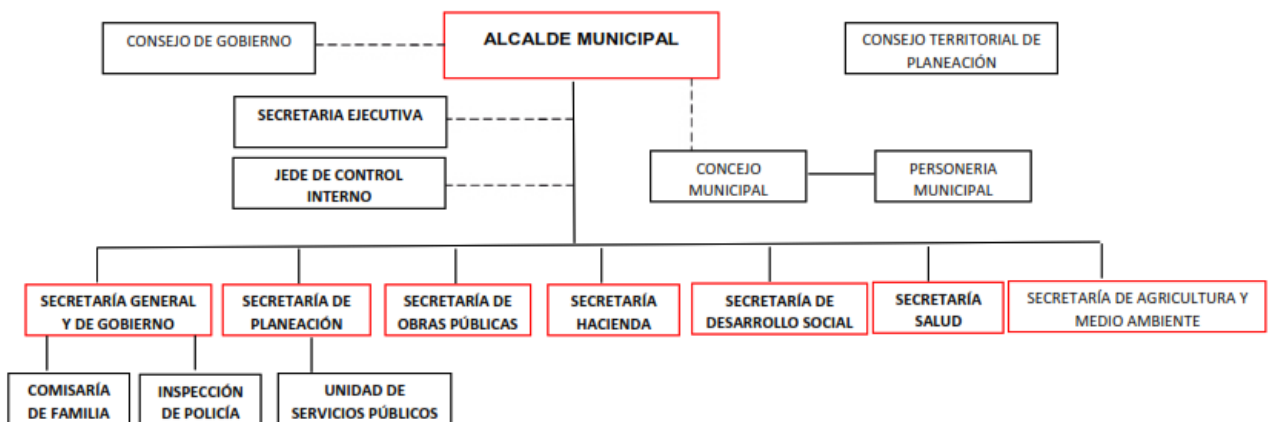 CONSEJO DE GOBIERNO
ALCALDE MUNICIPAL
CONSEJO TERRITORIAL DE
PLANEACIÓN
SECRETARIA EJECUTIVA
JEDE DE CONTROL
INTERNO
CONCEJO
MUNICIPAL
PERSONERIA
MUNICIPAL
SECRETARÍA GENERAL
Y DE GOBIERNO
SECRETARÍA DE
PLANEACIÓN
SECRETARÍA DE
OBRAS PÚBLICAS
SECRETARÍA
HACIENDA
SECRETARÍA DE
DESARROLLO SOCIAL
SECRETARÍA
SALUD
SECRETARÍA DE AGRICULTURA Y
MEDIO AMBIENTE
COMISARÍA
DE FAMILIA
INSPECCIÓN
DE POLICÍA
UNIDAD DE
SERVICIOS PÚBLICOS